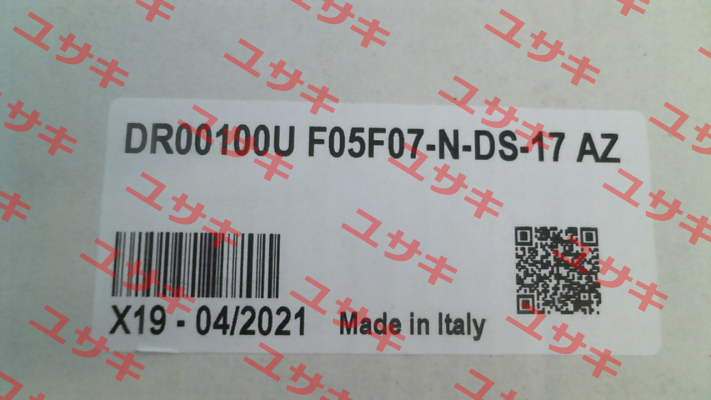 DR00100U F05F07-N-DS-17 AZ
X19 - 04/2021
Made in Italy
ユサキ